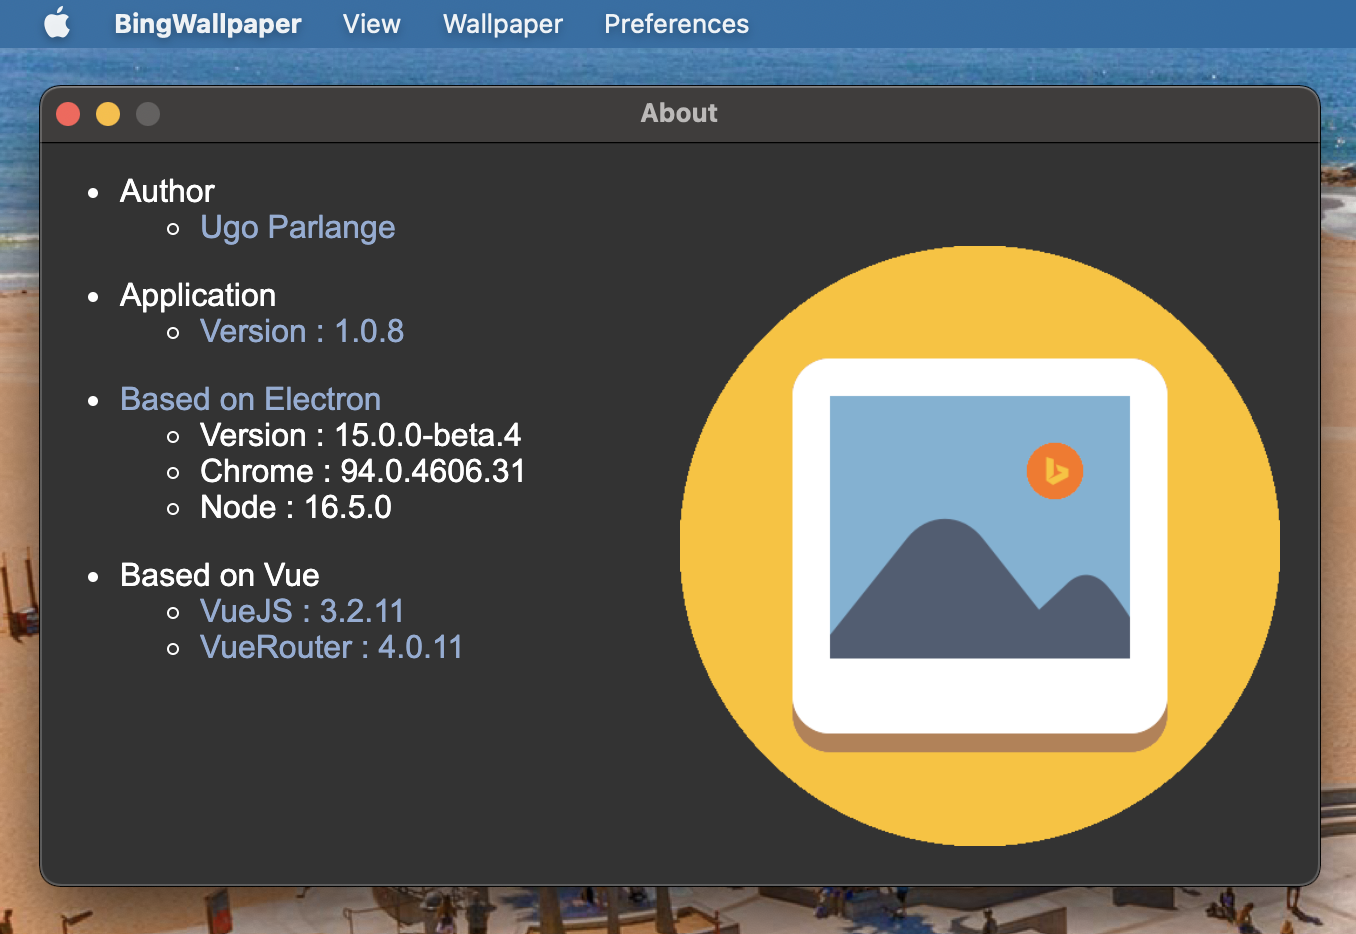 BingWallpaper View Wallpaper Preferences
About
Author
Ugo Parlange
Application
Version : 1.0.8
Based on Electron
Version : 15.0.0-beta.4
Chrome : 94.0.4606.31
Node : 16.5.0
Based on Vue
VueJS : 3.2.11
VueRouter : 4.0.11